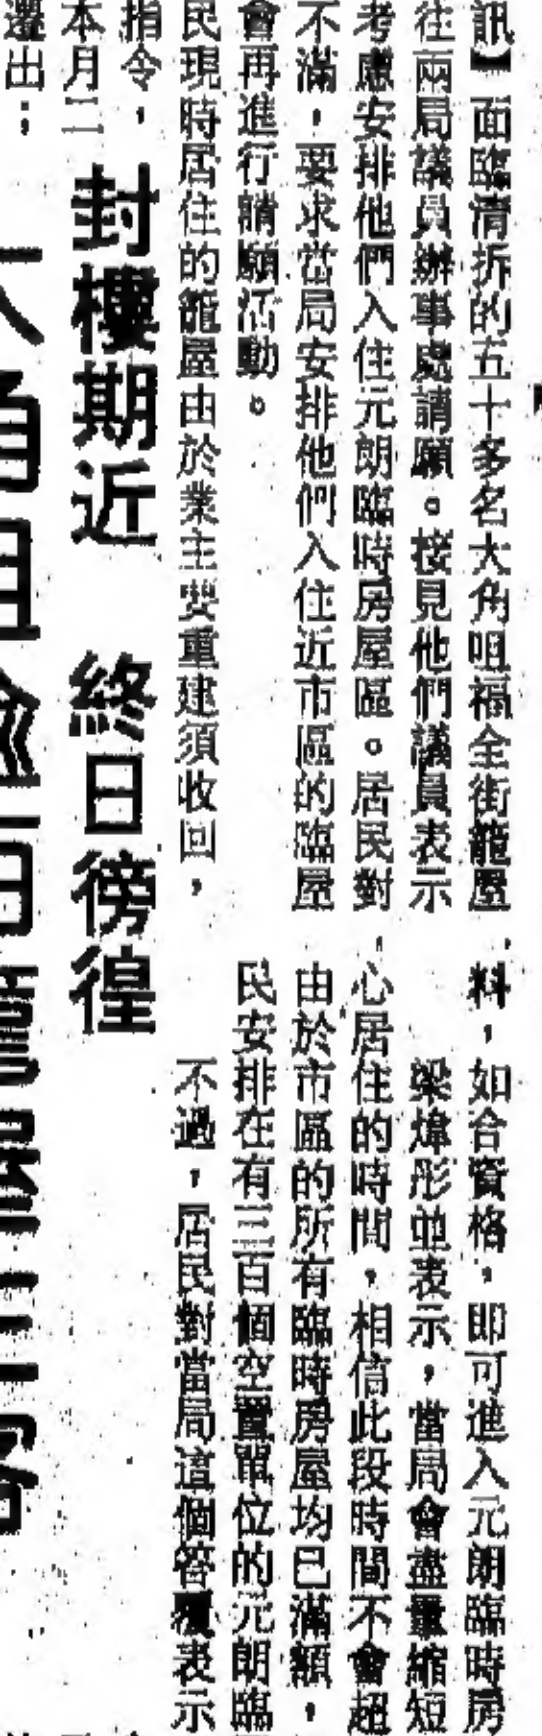 訊】面臨清拆的五十多名大角咀福全街籠屋
往兩局議員辦事處請願。接見他們議員表示
考慮安排他們入住元朗臨時房屋區。居民對
不滿，要求當局安排他們入住近市區的臨屋
會再進行請願活動。
民現時居住的籠屋由於業主要重建須收回，
指令，
本月二
遷出；
封樓期近　終日徬徨
料，如合資格，即可進入元朗臨時房
梁煒彤並表示，當局會盡量縮短
心居住的時間，相信此段時間不會超
由於市區的所有臨時房屋均已滿額，
民安排在有三百個空置單位的元朗臨
不過，居民對當局這個答覆表示